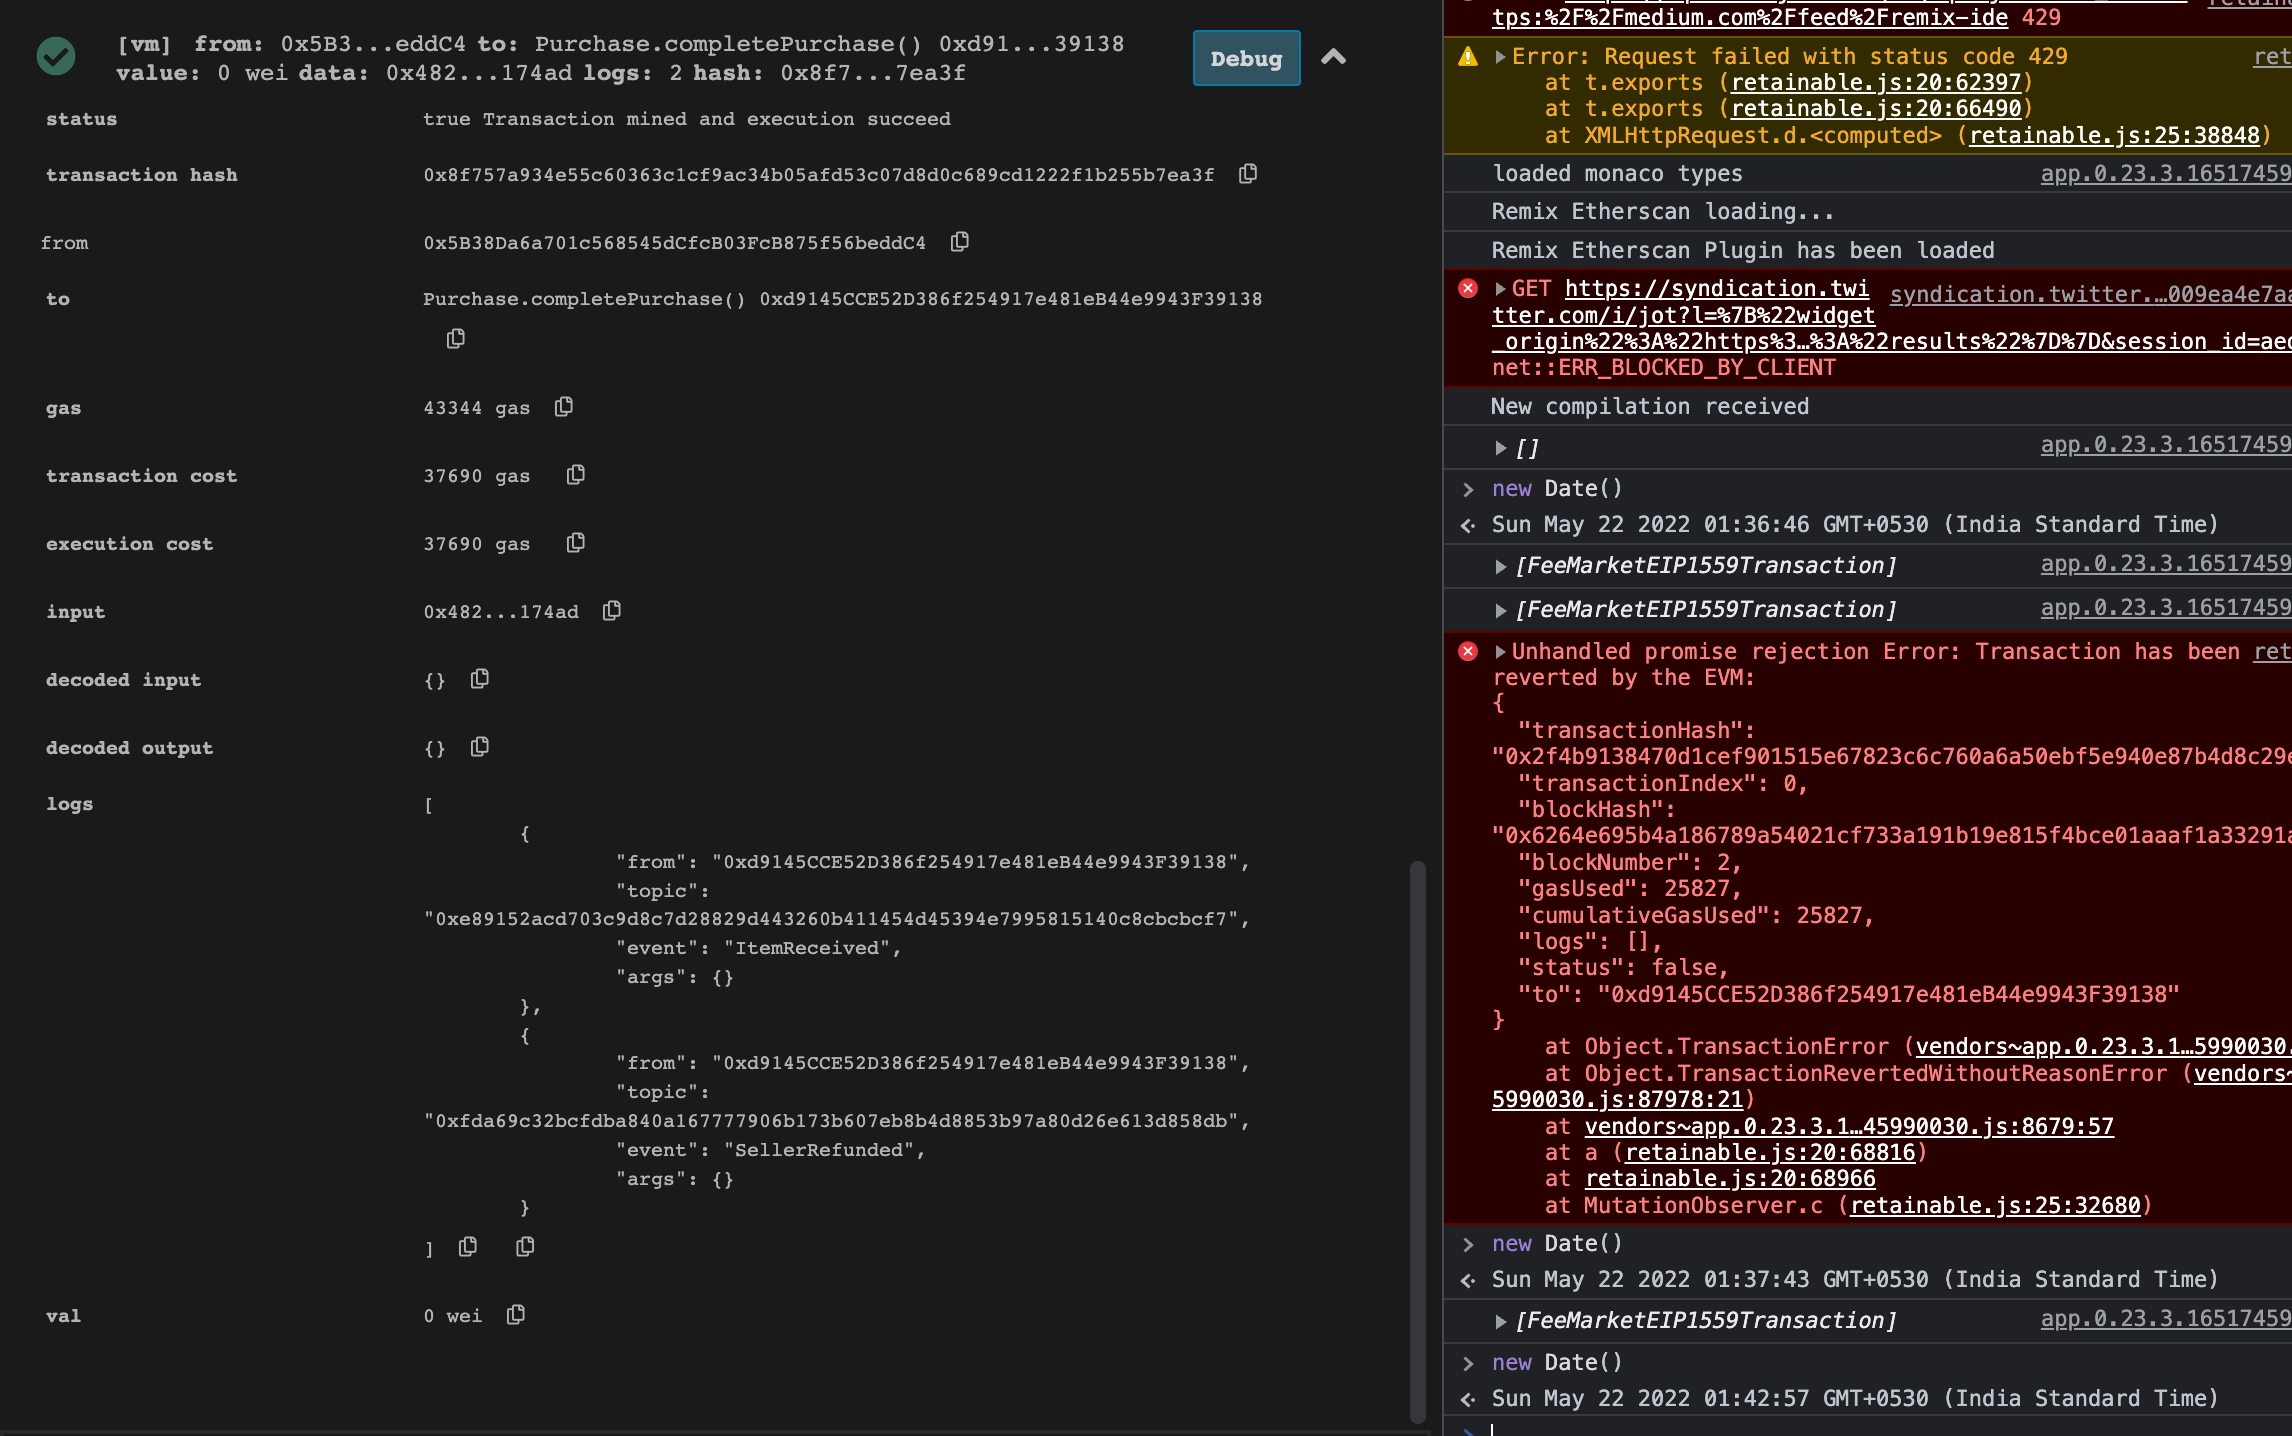 [vm] from: 0x5B3...eddC4 to: Purchase.completePurchase() 0xd91...39138
value: 0 wei data: 0x482...174ad logs: 2 hash: 0x8f7...7ea3f
Debug
status true Transaction mined and execution succeed
transaction hash 0x8f757a934e55c60363c1cf9ac34b05afd53c07d8d0c689cd1222f1b255b7ea3f
from 0x5B38Da6a701c568545dCfcB03FcB875f56beddC4
to Purchase.completePurchase() 0xd9145CCE52D386f254917e481eB44e9943F39138
gas 43344 gas
transaction cost 37690 gas
execution cost 37690 gas
input 0x482...174ad
decoded input {}
decoded output {}
logs [
{
"from": "0xd9145CCE52D386f254917e481eB44e9943F39138",
"topic":
"0xe89152acd703c9d8c7d28829d443260b411454d45394e7995815140c8cbcbcf7",
"event": "ItemReceived",
"args": {}
},
{
"from": "0xd9145CCE52D386f254917e481eB44e9943F39138",
"topic":
"0xfda69c32bcfdba840a167777906b173b607eb8b4d8853b97a80d26e613d858db",
"event": "SellerRefunded",
"args": {}
}
]
val 0 wei
tps:%2F%2Fmedium.com%2Ffeed%2Fremix-ide 429
Error: Request failed with status code 429 ret
at t.exports (retainable.js:20:62397)
at t.exports (retainable.js:20:66490)
at XMLHttpRequest.d.<computed> (retainable.js:25:38848)
loaded monaco types app.0.23.3.16517459
Remix Etherscan loading...
Remix Etherscan Plugin has been loaded
GET https://syndication.twi syndication.twitter.…009ea4e7aa
tter.com/i/jot?l=%7B%22widget
_origin%22%3A%22https%3…%3A%22results%22%7D%7D&session_id=aed
net::ERR_BLOCKED_BY_CLIENT
New compilation received
[] app.0.23.3.16517459
new Date()
Sun May 22 2022 01:36:46 GMT+0530 (India Standard Time)
[FeeMarketEIP1559Transaction] app.0.23.3.16517459
[FeeMarketEIP1559Transaction] app.0.23.3.16517459
Unhandled promise rejection Error: Transaction has been ret
reverted by the EVM:
{
"transactionHash":
"0x2f4b9138470d1cef901515e67823c6c760a6a50ebf5e940e87b4d8c29e
"transactionIndex": 0,
"blockHash":
"0x6264e695b4a186789a54021cf733a191b19e815f4bce01aaaf1a33291a
"blockNumber": 2,
"gasUsed": 25827,
"cumulativeGasUsed": 25827,
"logs": [],
"status": false,
"to": "0xd9145CCE52D386f254917e481eB44e9943F39138"
}
at Object.TransactionError (vendors~app.0.23.3.1…5990030.
at Object.TransactionRevertedWithoutReasonError (vendors~
5990030.js:87978:21)
at vendors~app.0.23.3.1…45990030.js:8679:57
at a (retainable.js:20:68816)
at retainable.js:20:68966
at MutationObserver.c (retainable.js:25:32680)
new Date()
Sun May 22 2022 01:37:43 GMT+0530 (India Standard Time)
[FeeMarketEIP1559Transaction] app.0.23.3.16517459
new Date()
Sun May 22 2022 01:42:57 GMT+0530 (India Standard Time)